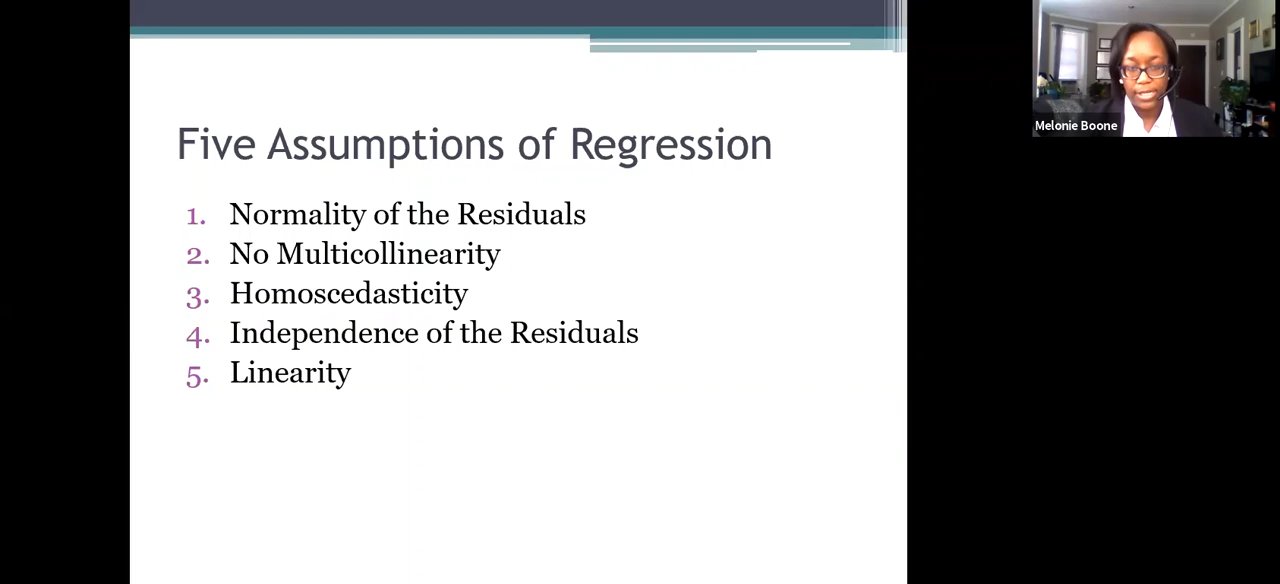 Five Assumptions of Regression
1. Normality of the Residuals
2. No Multicollinearity
3. Homoscedasticity
4. Independence of the Residuals
5. Linearity
Melonie Boone